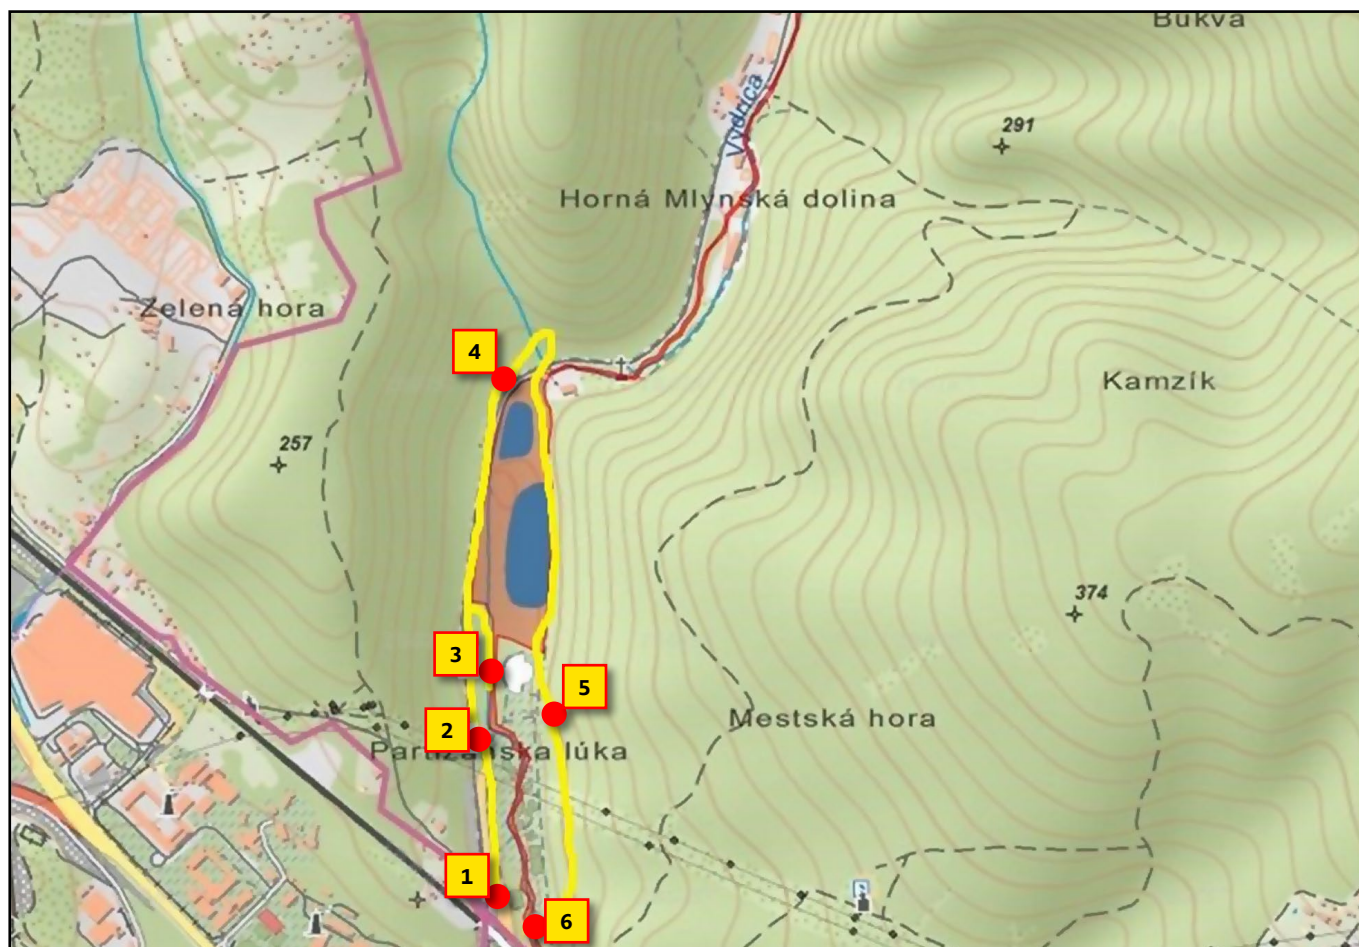 Bukva
291
Vydrica
Horná Mlynská dolina
Zelená hora
4
Kamzík
257
374
3
5
2
Mestská hora
Partizánska lúka
1
6